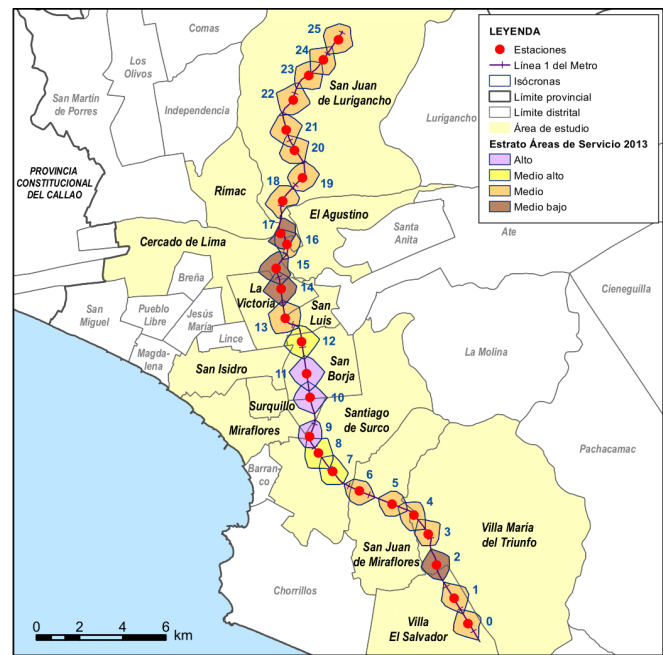 LEYENDA
Estaciones
Línea 1 del Metro
Isócronas
Límite provincial
Límite distrital
Área de estudio
Estrato Áreas de Servicio 2013
Alto
Medio alto
Medio
Medio bajo
25
24
23
22
21
20
19
18
17
16
15
14
13
12
11
10
9
8
7
6
5
4
3
2
1
0
Comas
Los
Olivos
San Martín
de Porres
Independencia
San Juan
de Lurigancho
Lurigancho
PROVINCIA
CONSTITUCIONAL
DEL CALLAO
Rímac
El Agustino
Santa
Anita
Ate
Cercado de Lima
Cieneguilla
Breña
La
Victoria
San
Luis
San
Miguel
Pueblo
Libre
Jesús
María
Lince
Magda-
lena
La Molina
San Isidro
San
Borja
Surquillo
Santiago
de Surco
Miraflores
Pachacamac
Barran-
co
Villa María
del Triunfo
San Juan
de Miraflores
Chorrillos
Villa
El Salvador
0 2 4 6
km